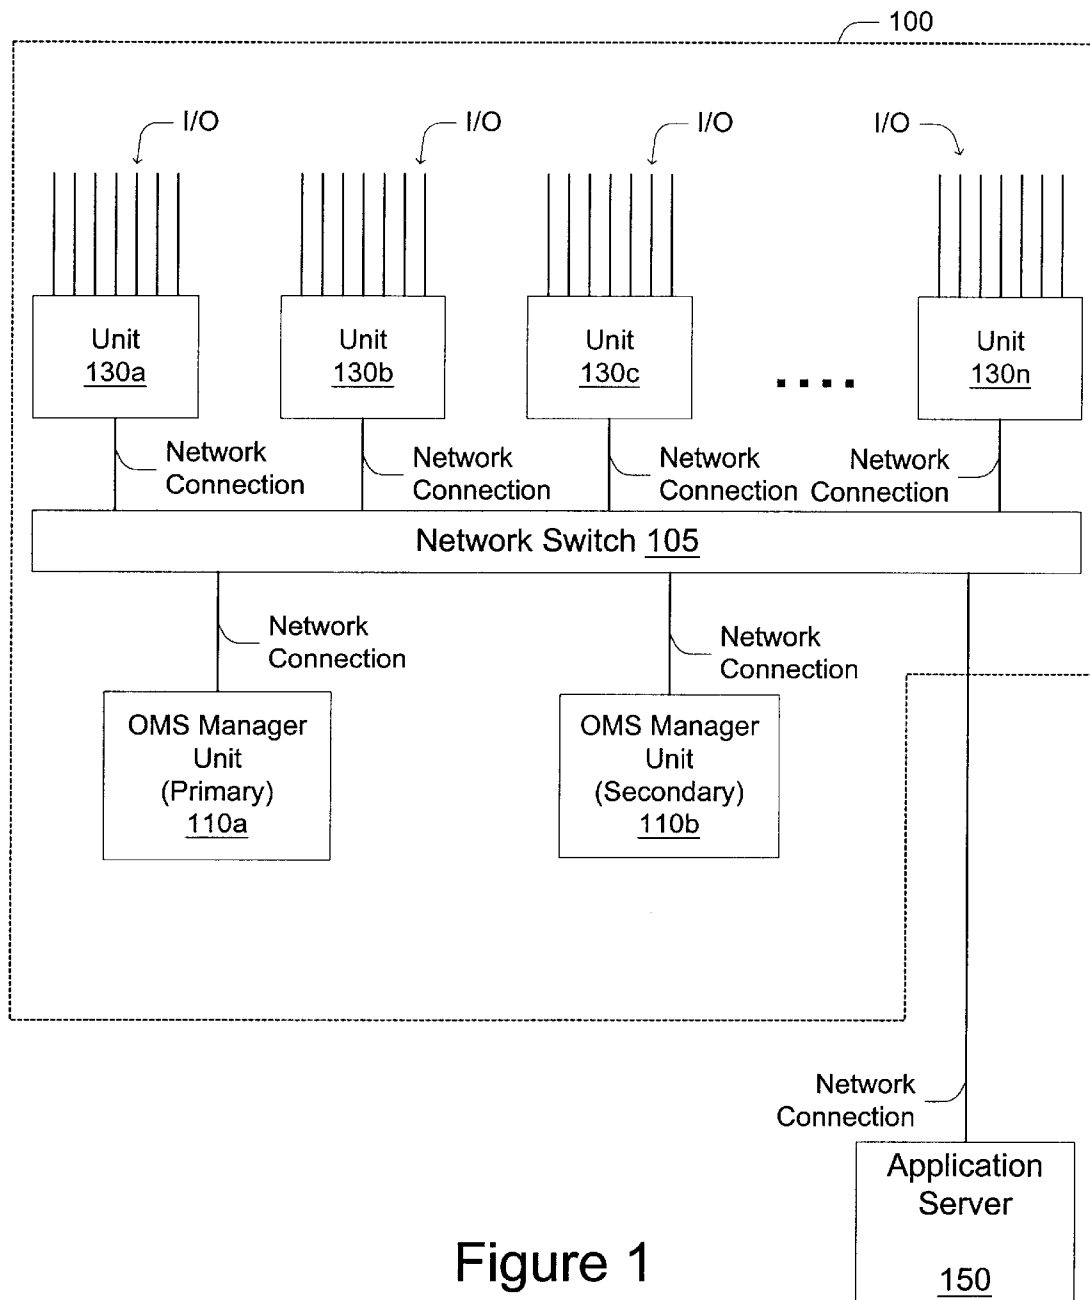 100
I/O
I/O
I/O
I/O
Unit
130a
Unit
130b
Unit
130c
Unit
130n
Network
Connection
Network
Connection
Network
Connection
Network
Connection
Network Switch 105
Network
Connection
Network
Connection
OMS Manager
Unit
(Primary)
110a
OMS Manager
Unit
(Secondary)
110b
Network
Connection
Application
Server
150
Figure 1